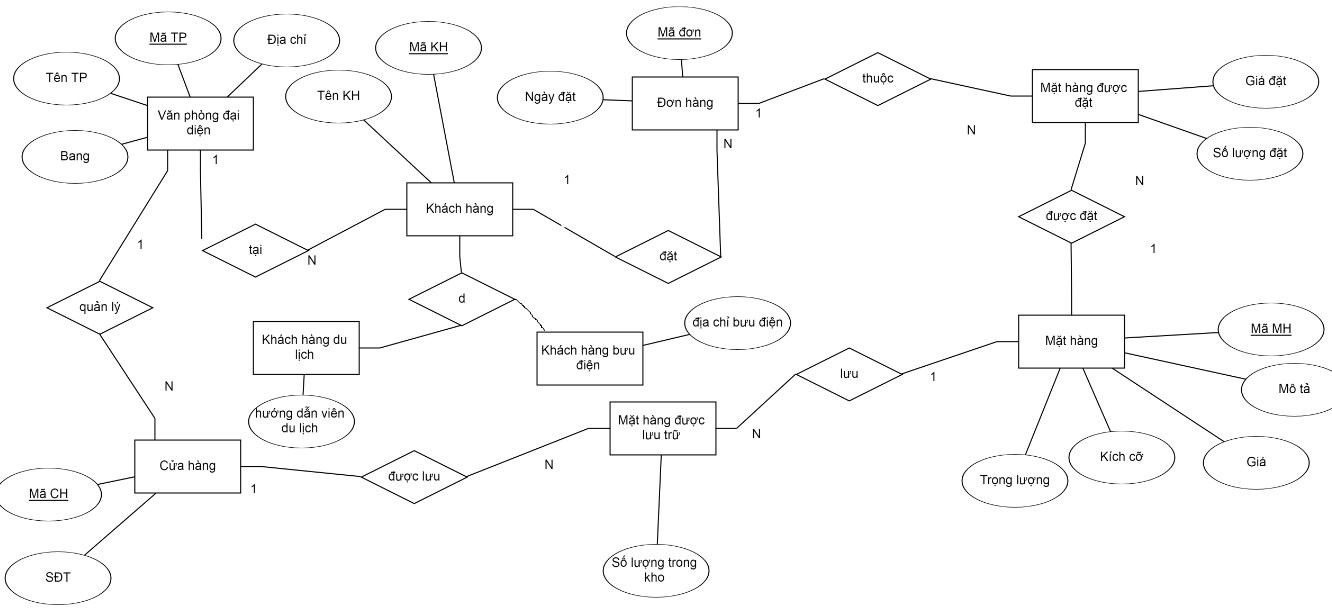 Mã TP
Địa chỉ
Tên TP
Văn phòng đại
diện
Bang
1
Mã KH
Tên KH
Khách hàng
Mã đơn
Ngày đặt
Đơn hàng
1
N
1
thuộc
N
Mặt hàng được
đặt
Giá đặt
Số lượng đặt
N
được đặt
1
tại
N
đặt
1
quản lý
N
d
Khách hàng du
lịch
hướng dẫn viên
du lịch
Khách hàng bưu
điện
địa chỉ bưu điện
Mặt hàng
Mã MH
Mô tả
Giá
Kích cỡ
Trọng lượng
lưu
1
N
Mặt hàng được
lưu trữ
Số lượng trong
kho
N
được lưu
1
Cửa hàng
Mã CH
SĐT